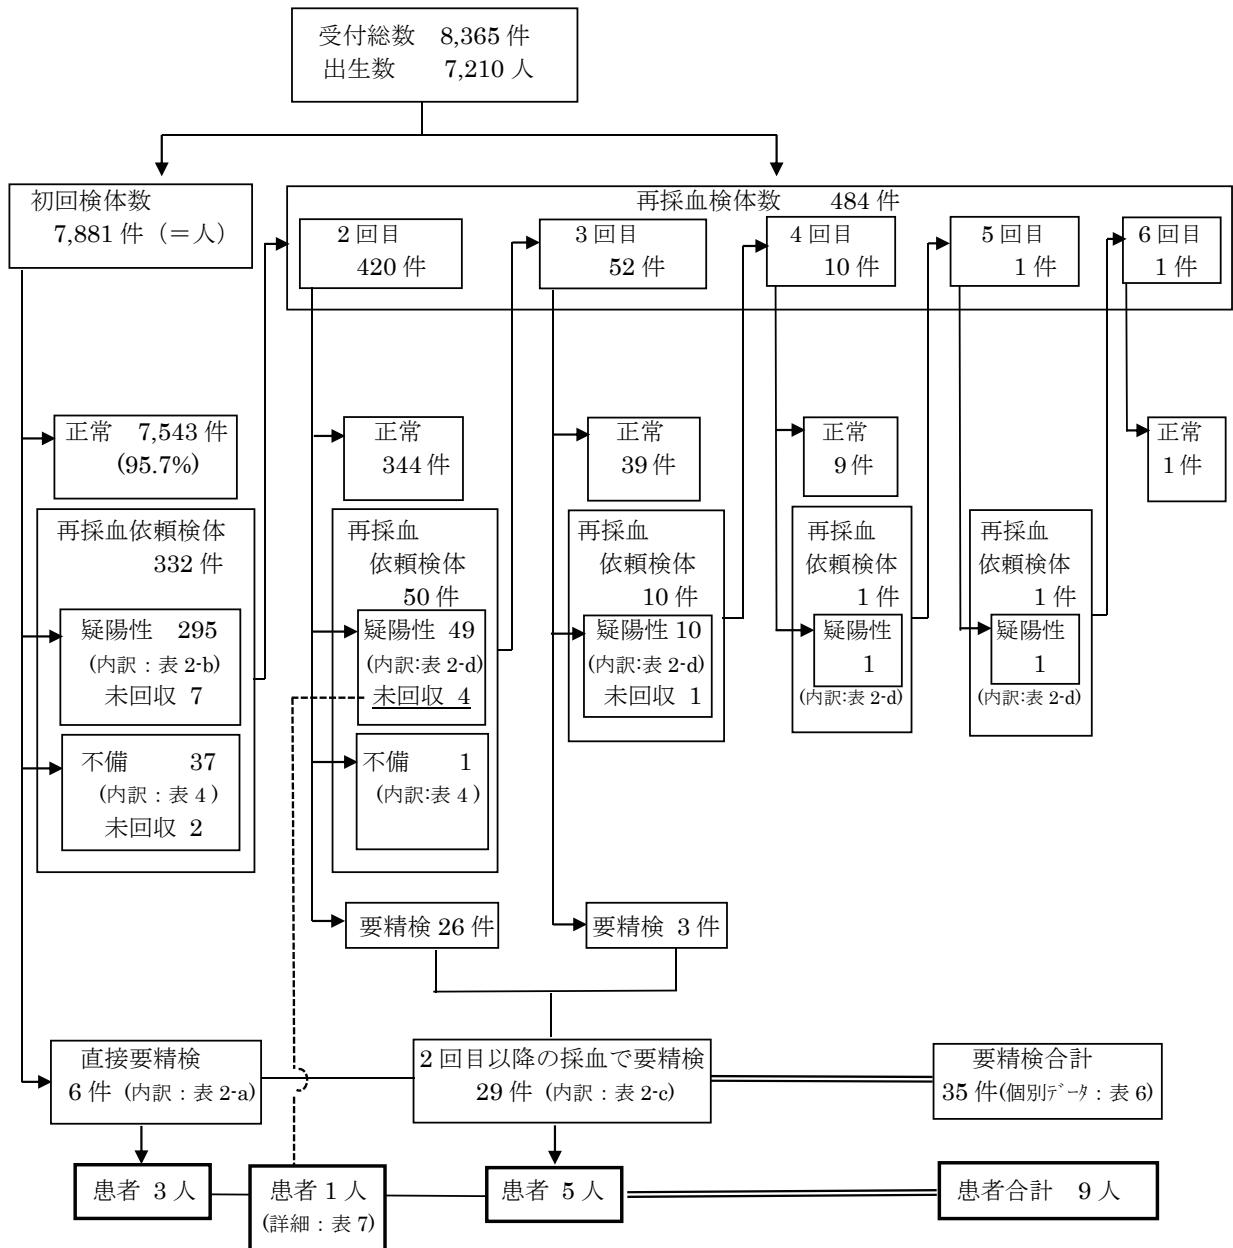 受付総数 8,365 件
出生数 7,210 人
初回検体数
7,881 件（＝人）
再採血検体数 484 件
2 回目
420 件
3 回目
52 件
4 回目
10 件
5 回目
1 件
6 回目
1 件
正常 7,543 件
(95.7%)
正常
344 件
正常
39 件
正常
9 件
正常
1 件
再採血依頼検体
332 件
疑陽性 295
(内訳：表 2-b)
未回収 7
不備 37
(内訳：表 4 )
未回収 2
再採血
依頼検体
50 件
疑陽性 49
(内訳:表 2-d)
未回収 4
不備 1
(内訳:表 4 )
再採血
依頼検体
10 件
疑陽性 10
(内訳:表 2-d)
未回収 1
再採血
依頼検体
1 件
疑陽性
1
(内訳:表 2-d)
再採血
依頼検体
1 件
疑陽性
1
(内訳:表 2-d)
要精検 26 件
要精検 3 件
直接要精検
6 件 (内訳：表 2-a)
2 回目以降の採血で要精検
29 件 (内訳：表 2-c)
要精検合計
35 件(個別ﾃﾞｰﾀ：表 6)
患者 3 人
患者 1 人
(詳細：表 7)
患者 5 人
患者合計 9 人